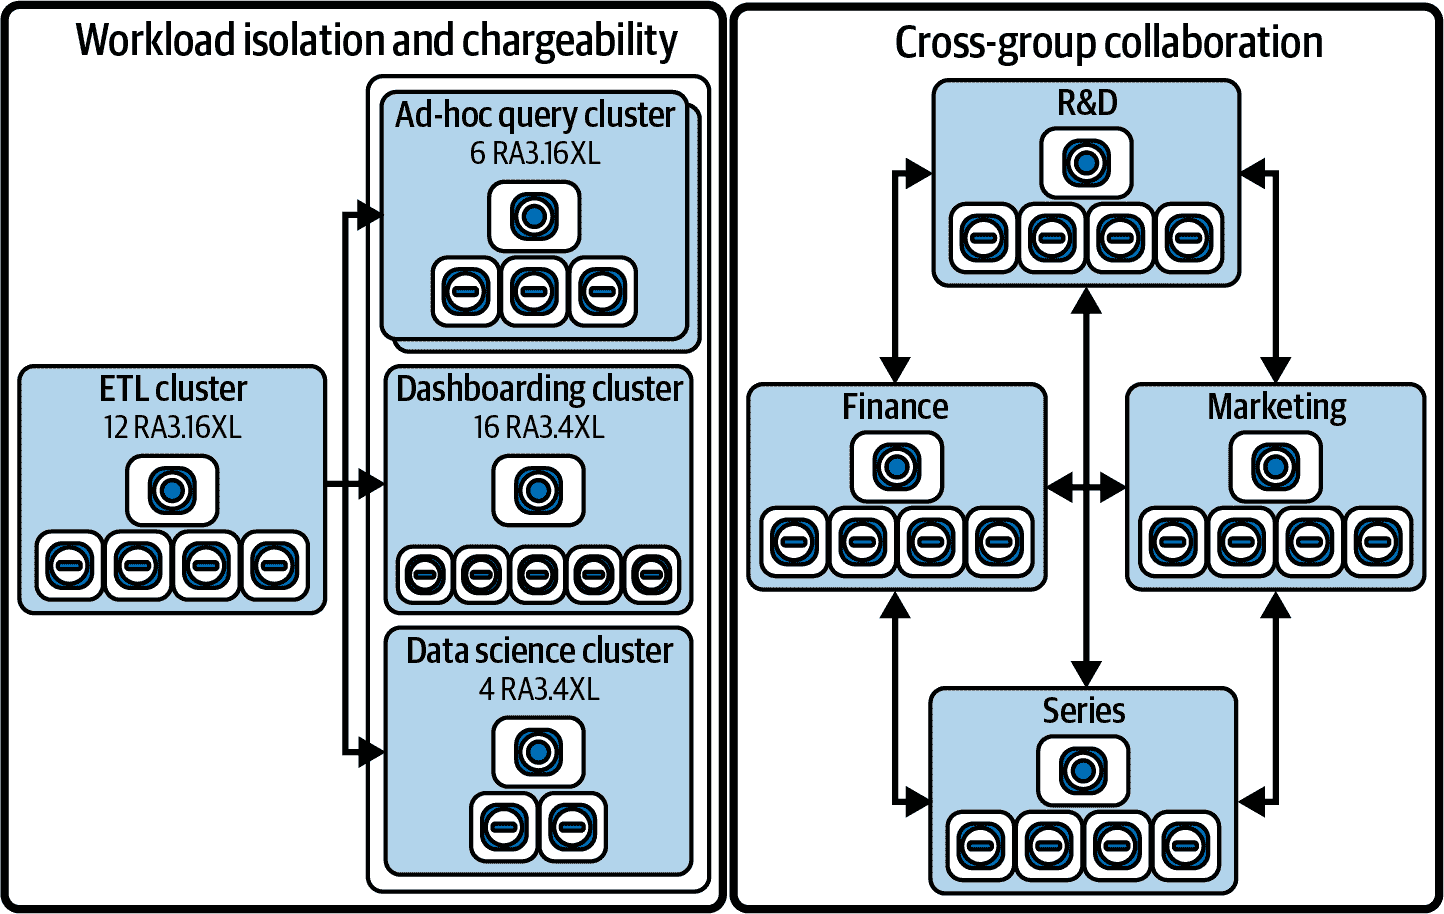 Workload isolation and chargeability
Ad-hoc query cluster
6 RA3.16XL
ETL cluster
12 RA3.16XL
Dashboarding cluster
16 RA3.4XL
Data science cluster
4 RA3.4XL
Cross-group collaboration
R&D
Finance
Marketing
Series